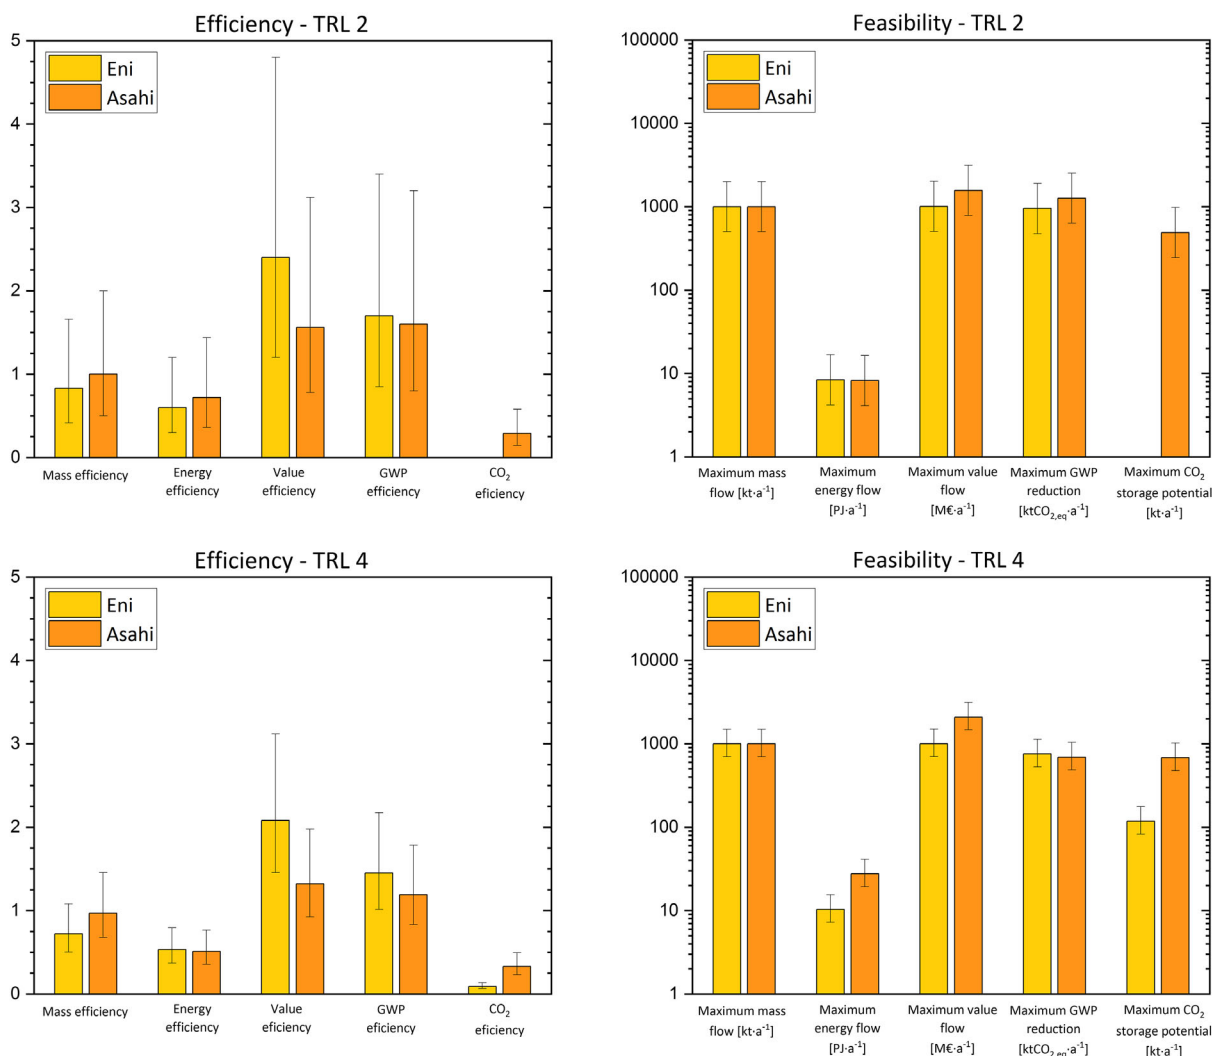 Efficiency - TRL 2
5
4
3
2
1
0
Eni
Asahi
Mass efficiency
Energy
efficiency
Value
efficiency
GWP
efficiency
CO₂
eficiency
Feasibility - TRL 2
100000
10000
1000
100
10
1
Eni
Asahi
Maximum mass
flow [kt·a⁻¹]
Maximum
energy flow
[PJ·a⁻¹]
Maximum value
flow
[M€·a⁻¹]
Maximum GWP
reduction
[ktCO₂,eq·a⁻¹]
Maximum CO₂
storage potential
[kt·a⁻¹]
Efficiency - TRL 4
5
4
3
2
1
0
Eni
Asahi
Mass eficiency
Energy
eficiency
Value
eficiency
GWP
eficiency
CO₂
eficiency
Feasibility - TRL 4
100000
10000
1000
100
10
1
Eni
Asahi
Maximum mass
flow [kt·a⁻¹]
Maximum
energy flow
[PJ·a⁻¹]
Maximum value
flow
[M€·a⁻¹]
Maximum GWP
reduction
[ktCO₂,eq·a⁻¹]
Maximum CO₂
storage potential
[kt·a⁻¹]